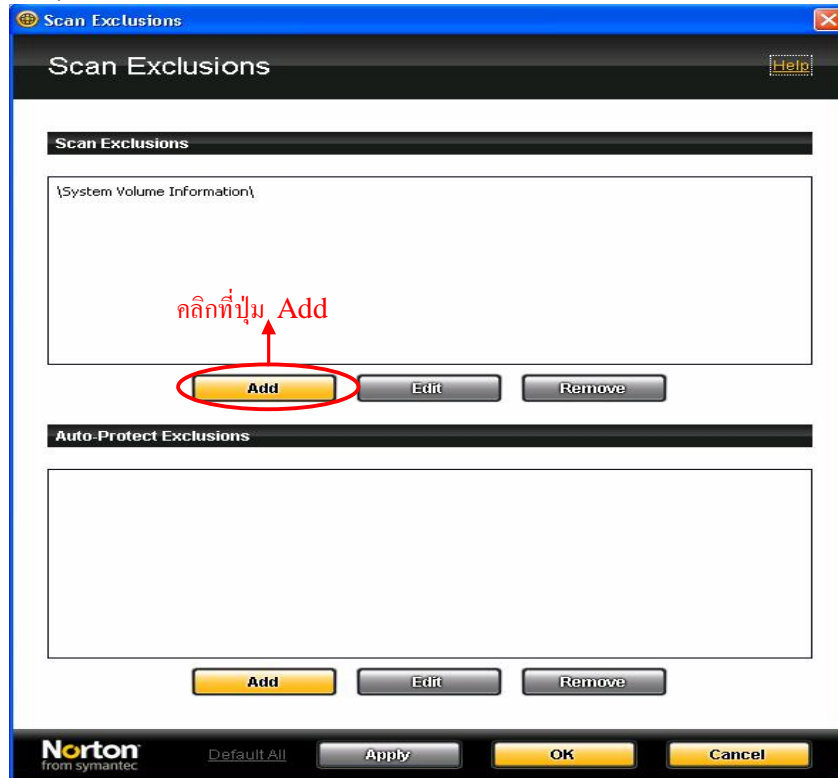 Scan Exclusions
Scan Exclusions
Help
Scan Exclusions
\System Volume Information\
คลิกที่ปุ่ม Add
Add Edit Remove
Auto-Protect Exclusions
Add Edit Remove
Norton
from symantec
Default All Apply OK Cancel